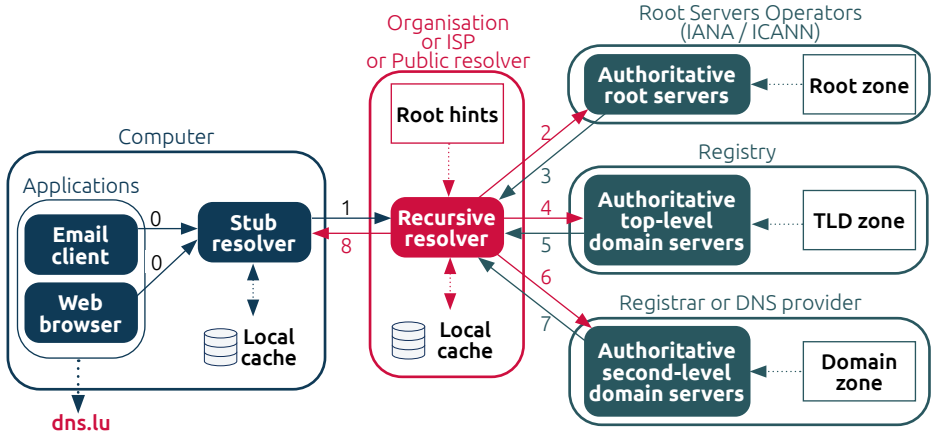 Root Servers Operators
(IANA / ICANN)
Authoritative
root servers
Root zone
Organisation
or ISP
or Public resolver
Root hints
2
3
Computer
Applications
Email
client
Web
browser
0
0
Stub
resolver
Local
cache
dns.lu
1
8
Recursive
resolver
Local
cache
4
5
Registry
Authoritative
top-level
domain servers
TLD zone
6
7
Registrar or DNS provider
Authoritative
second-level
domain servers
Domain
zone